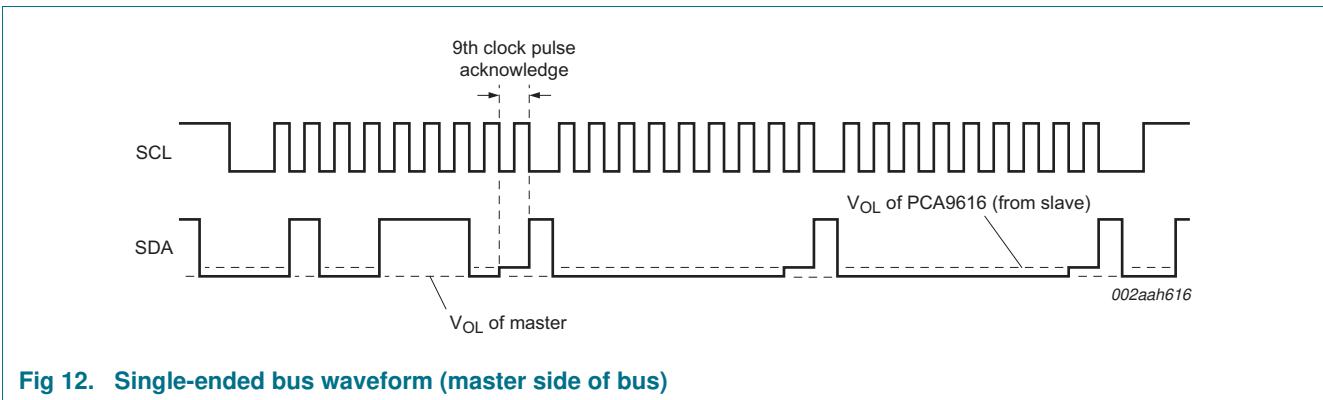 9th clock pulse
acknowledge
SCL
V_OL of PCA9616 (from slave)
SDA
002aah616
V_OL of master
Fig 12. Single-ended bus waveform (master side of bus)